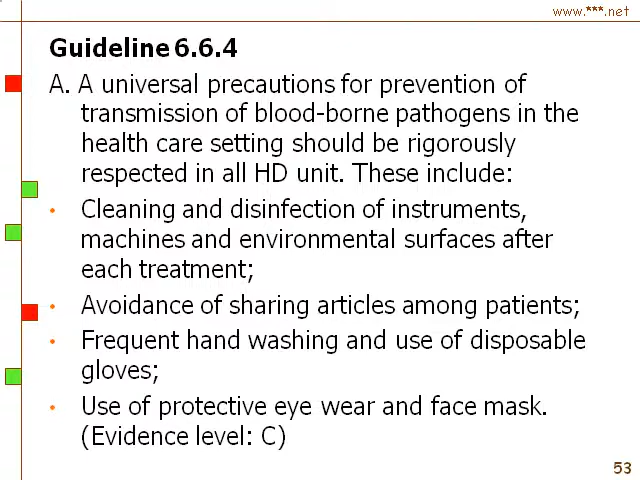 www.***.net
Guideline 6.6.4
A. A universal precautions for prevention of
transmission of blood-borne pathogens in the
health care setting should be rigorously
respected in all HD unit. These include:
• Cleaning and disinfection of instruments,
machines and environmental surfaces after
each treatment;
• Avoidance of sharing articles among patients;
• Frequent hand washing and use of disposable
gloves;
• Use of protective eye wear and face mask.
(Evidence level: C)
53